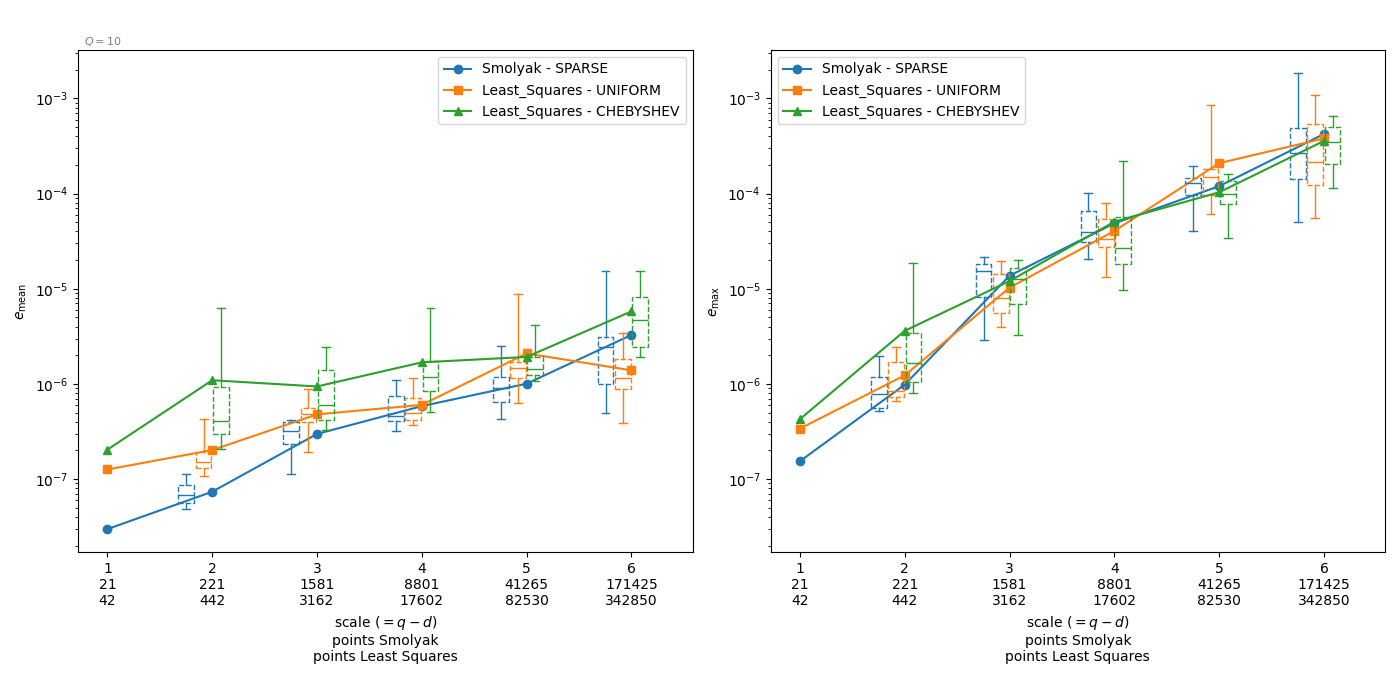 Q = 10
Smolyak - SPARSE
Least_Squares - UNIFORM
Least_Squares - CHEBYSHEV
10⁻³
10⁻⁴
10⁻⁵
10⁻⁶
10⁻⁷
e_mean
1 2 3 4 5 6
21 221 1581 8801 41265 171425
42 442 3162 17602 82530 342850
scale (= q − d)
points Smolyak
points Least Squares
Smolyak - SPARSE
Least_Squares - UNIFORM
Least_Squares - CHEBYSHEV
10⁻³
10⁻⁴
10⁻⁵
10⁻⁶
10⁻⁷
e_max
1 2 3 4 5 6
21 221 1581 8801 41265 171425
42 442 3162 17602 82530 342850
scale (= q − d)
points Smolyak
points Least Squares